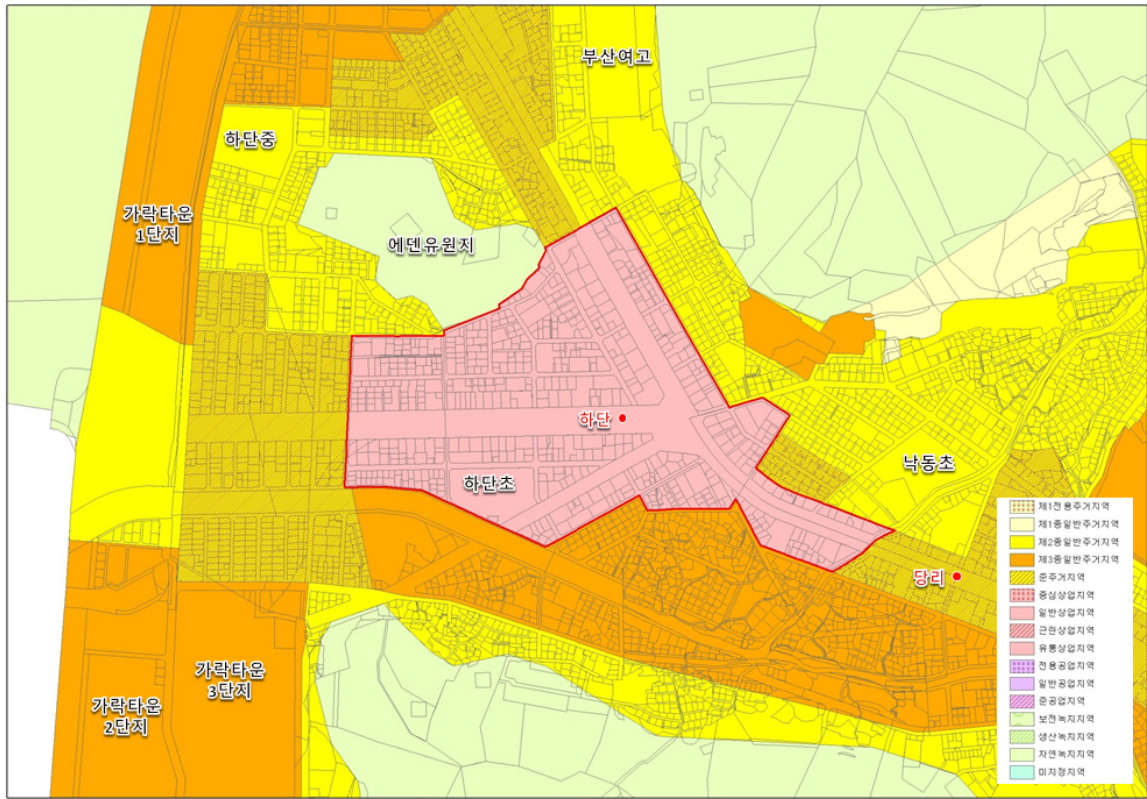 부산여고
하단중
가락타운
1단지
에덴유원지
하단
낙동초
하단초
당리
가락타운
3단지
가락타운
2단지
제1전용주거지역
제1종일반주거지역
제2종일반주거지역
제3종일반주거지역
준주거지역
중심상업지역
일반상업지역
근린상업지역
유통상업지역
전용공업지역
일반공업지역
준공업지역
보전녹지지역
생산녹지지역
자연녹지지역
미지정지역